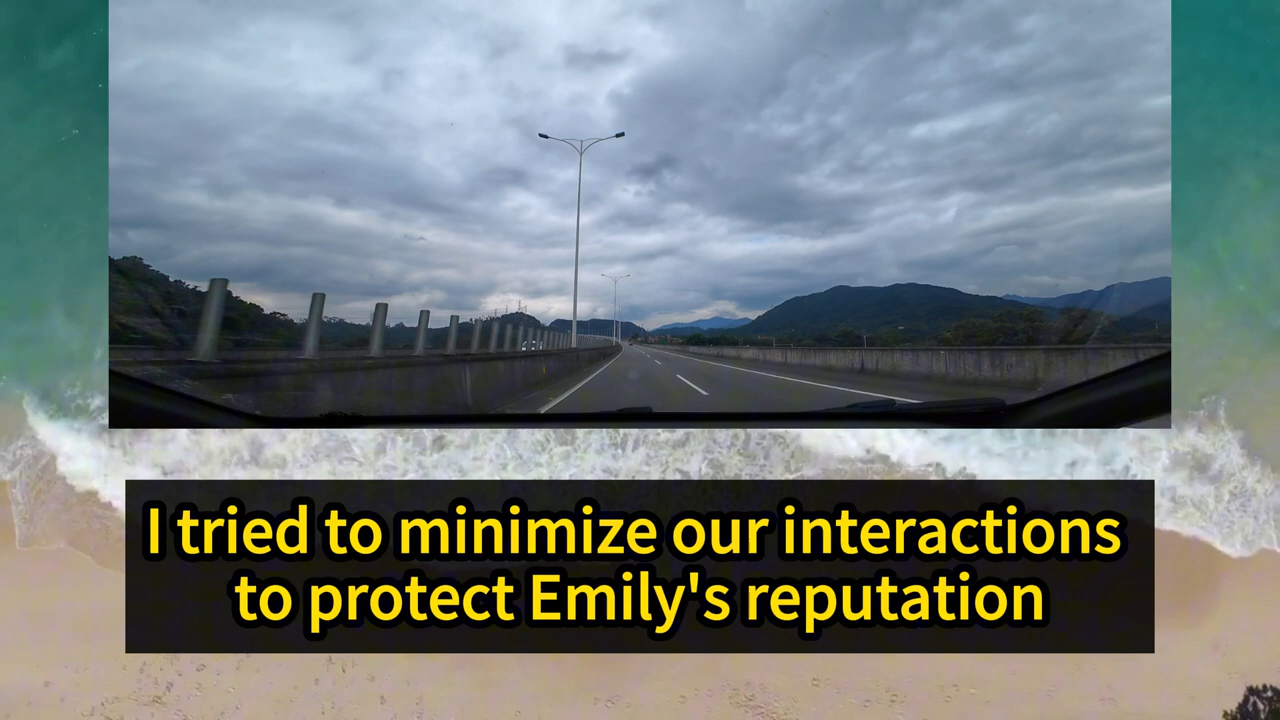 I tried to minimize our interactions
to protect Emily's reputation